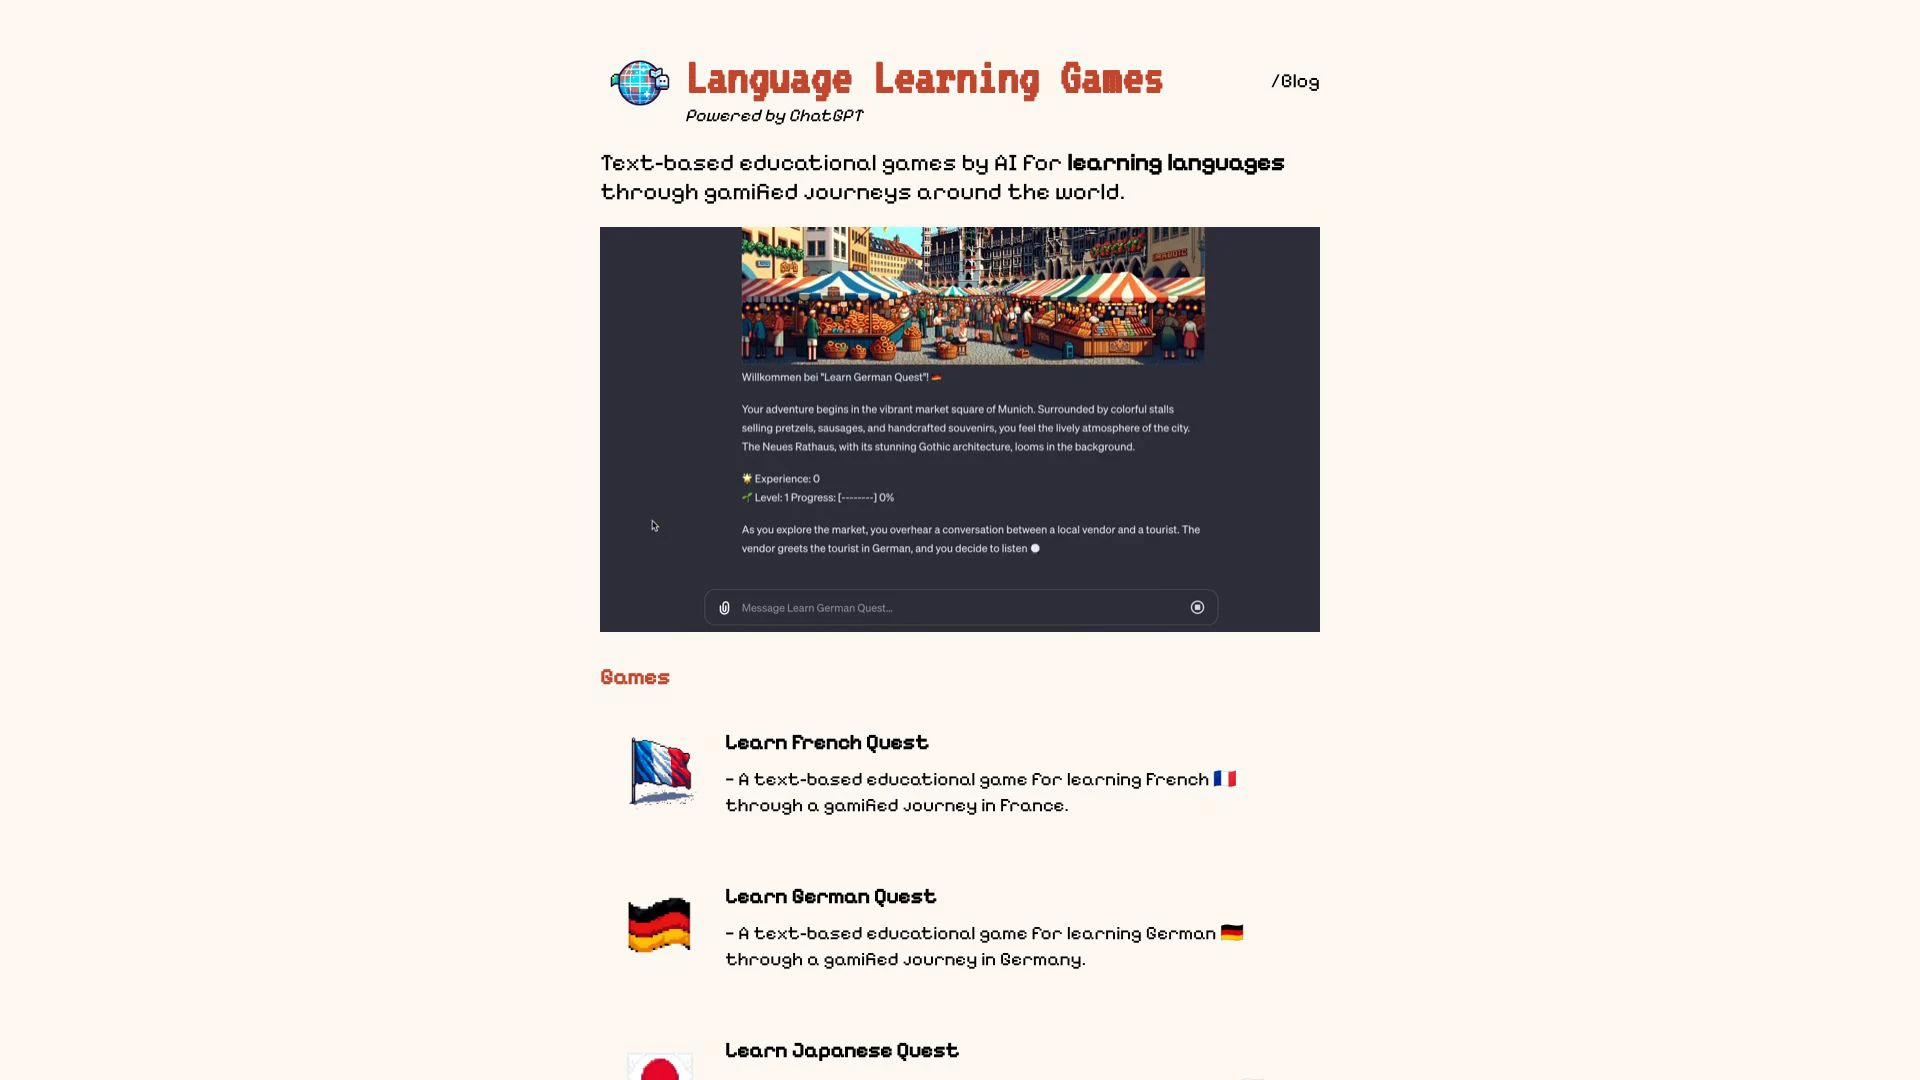 Language Learning Games
/Blog
Powered by ChatGPT
Text-based educational games by AI for learning languages
through gamified journeys around the world.
Willkommen bei "Learn German Quest"!
Your adventure begins in the vibrant market square of Munich. Surrounded by colorful stalls
selling pretzels, sausages, and handcrafted souvenirs, you feel the lively atmosphere of the city.
The Neues Rathaus, with its stunning Gothic architecture, looms in the background.
🌟 Experience: 0
🌱 Level: 1 Progress: [--------] 0%
As you explore the market, you overhear a conversation between a local vendor and a tourist. The
vendor greets the tourist in German, and you decide to listen
Message Learn German Quest...
Games
Learn French Quest
- A text-based educational game for learning French 🇫🇷
through a gamified journey in France.
Learn German Quest
- A text-based educational game for learning German 🇩🇪
through a gamified journey in Germany.
Learn Japanese Quest